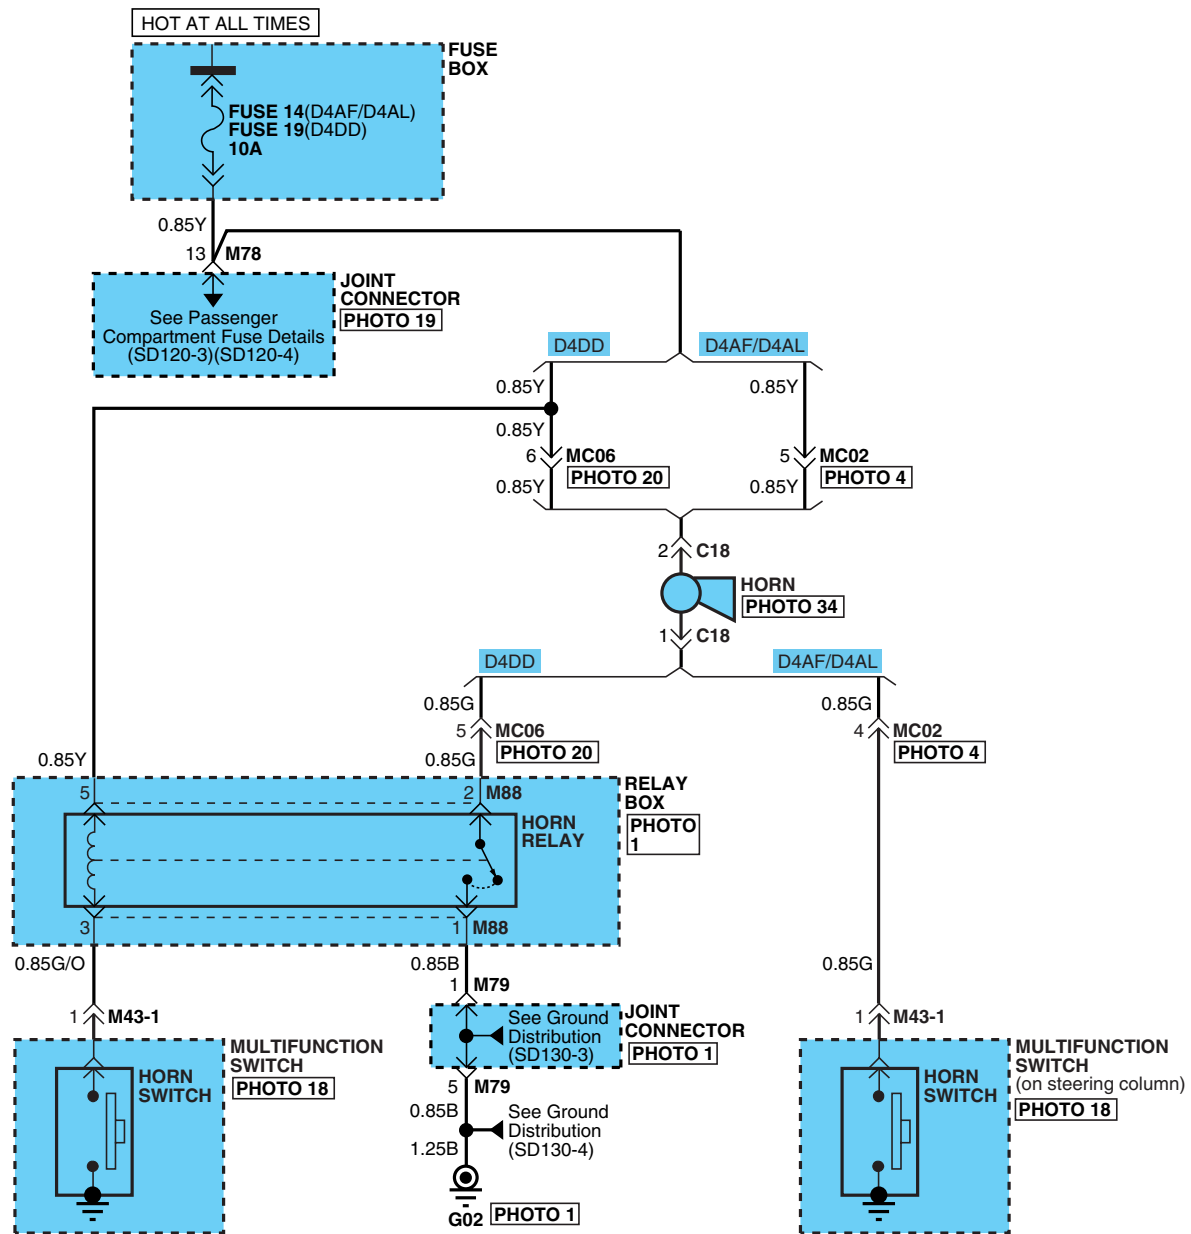 HOT AT ALL TIMES
FUSE
BOX
FUSE 14(D4AF/D4AL)
FUSE 19(D4DD)
10A
0.85Y
13
M78
JOINT
CONNECTOR
PHOTO 19
See Passenger
Compartment Fuse Details
(SD120-3)(SD120-4)
D4DD
D4AF/D4AL
0.85Y
0.85Y
0.85Y
6
MC06
PHOTO 20
5
MC02
PHOTO 4
0.85Y
0.85Y
2
C18
HORN
PHOTO 34
1
C18
D4DD
D4AF/D4AL
0.85G
0.85G
5
MC06
PHOTO 20
4
MC02
PHOTO 4
0.85Y
0.85G
5
2
M88
RELAY
BOX
PHOTO
1
HORN
RELAY
3
1
M88
0.85G/O
0.85B
0.85G
1
M79
1
M43-1
1
M43-1
See Ground
Distribution
(SD130-3)
JOINT
CONNECTOR
PHOTO 1
MULTIFUNCTION
SWITCH
PHOTO 18
HORN
SWITCH
5
M79
0.85B
See Ground
Distribution
(SD130-4)
1.25B
G02
PHOTO 1
HORN
SWITCH
MULTIFUNCTION
SWITCH
(on steering column)
PHOTO 18